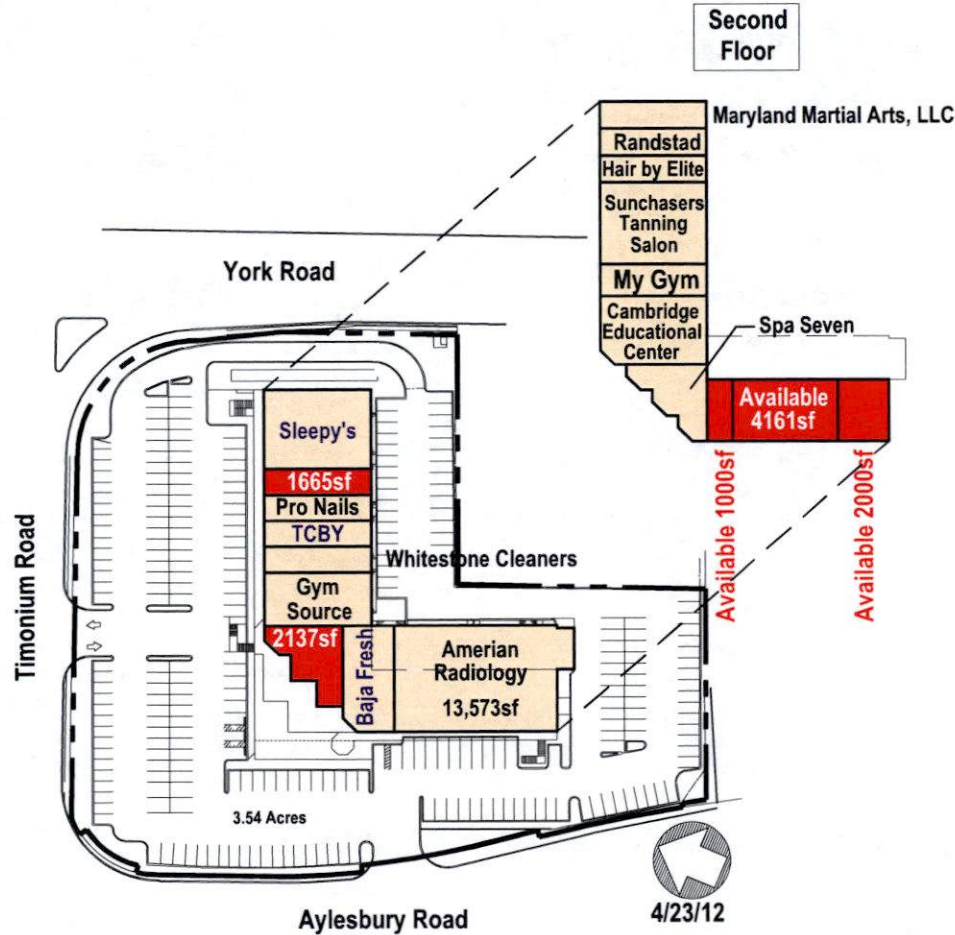 Second
Floor
Maryland Martial Arts, LLC
Randstad
Hair by Elite
Sunchasers
Tanning
Salon
My Gym
Cambridge
Educational
Center
Spa Seven
Available
4161sf
Available 1000sf
Available 2000sf
York Road
Timonium Road
Sleepy's
1665sf
Pro Nails
TCBY
Whitestone Cleaners
Gym
Source
2137sf
Baja Fresh
Amerian
Radiology
13,573sf
3.54 Acres
Aylesbury Road
4/23/12